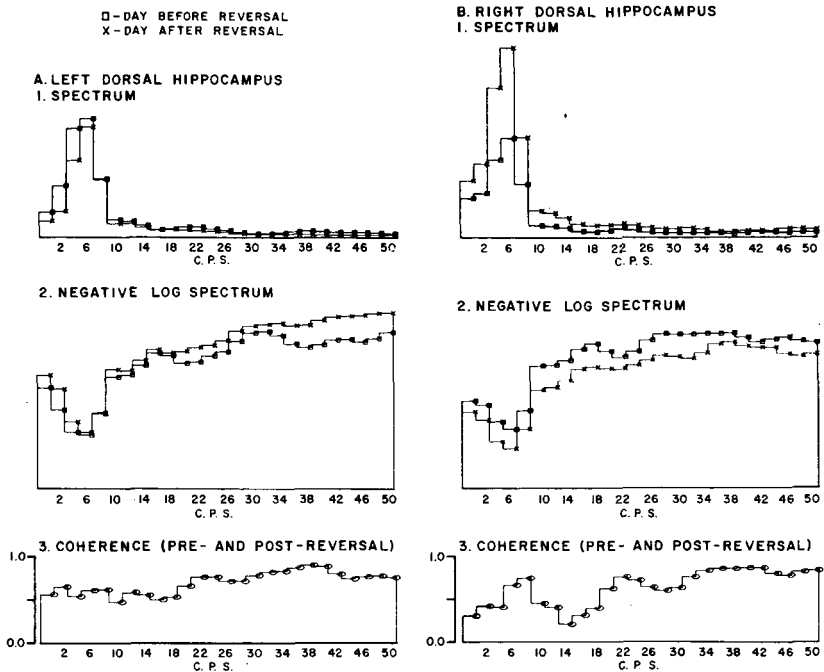 □-DAY BEFORE REVERSAL
X-DAY AFTER REVERSAL
A. LEFT DORSAL HIPPOCAMPUS
1. SPECTRUM
2 6 10 14 18 22 26 30 34 38 42 46 50
C. P. S.
2. NEGATIVE LOG SPECTRUM
2 6 10 14 18 22 26 30 34 38 42 46 50
C. P. S.
3. COHERENCE (PRE- AND POST-REVERSAL)
1.0
0.0
2 6 10 14 18 22 26 30 34 38 42 46 50
C. P. S.
B. RIGHT DORSAL HIPPOCAMPUS
1. SPECTRUM
2 6 10 14 18 22 26 30 34 38 42 46 50
C. P. S.
2. NEGATIVE LOG SPECTRUM
2 6 10 14 18 22 26 30 34 38 42 46 50
C. P. S.
3. COHERENCE (PRE- AND POST-REVERSAL)
1.0
0.0
2 6 10 14 18 22 26 30 34 38 42 46 50
C. P. S.